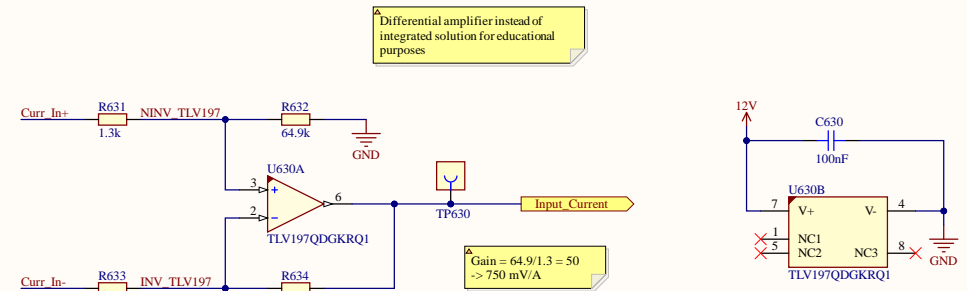 Differential amplifier instead of
integrated solution for educational
purposes
Curr_In+
R631
1.3k
NINV_TLV197
R632
64.9k
GND
U630A
3
+
2
-
6
TLV197QDGKRQ1
TP630
Input_Current
Gain = 64.9/1.3 = 50
-> 750 mV/A
Curr_In-
R633
INV_TLV197
R634
12V
C630
100nF
U630B
7
V+
V-
4
1
NC1
5
NC2
NC3
8
TLV197QDGKRQ1
GND